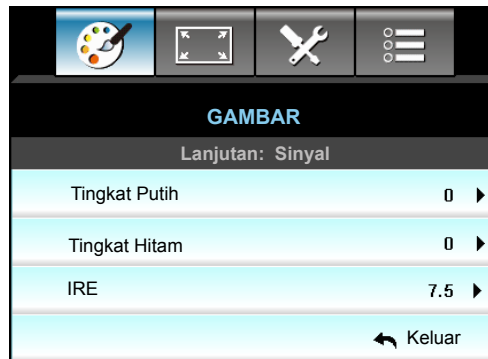 GAMBAR
Lanjutan: Sinyal
Tingkat Putih 0
Tingkat Hitam 0
IRE 7.5
Keluar